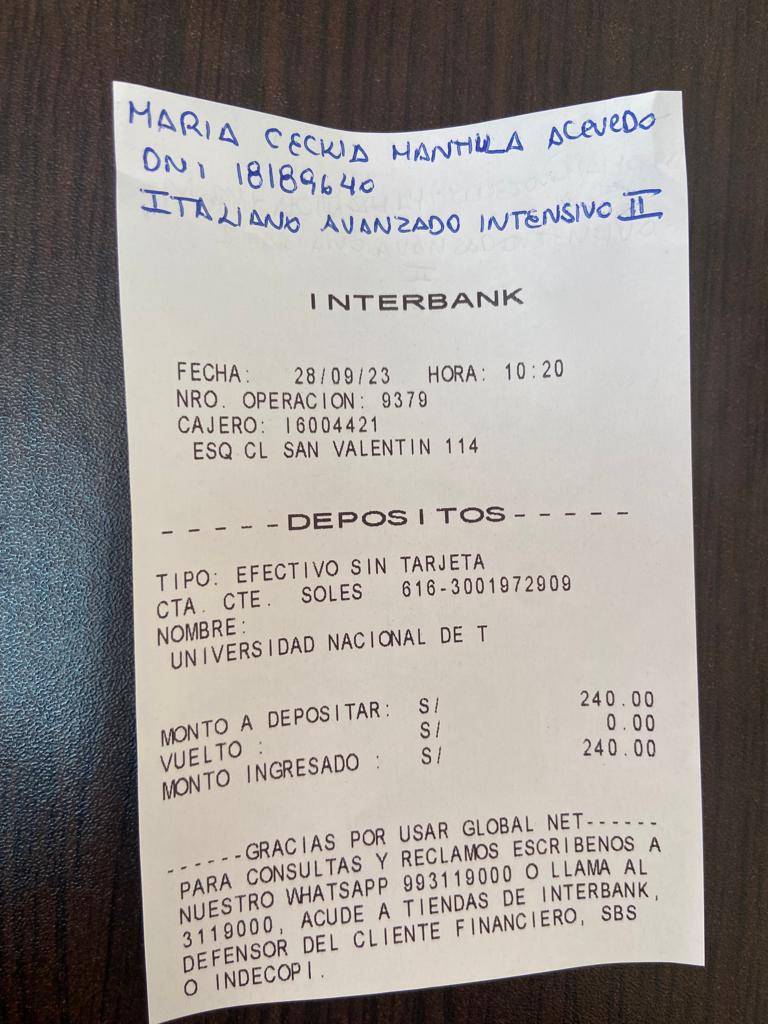 MARIA CECILIA MANTILLA ACEVEDO
DNI 18189640
ITALIANO AVANZADO INTENSIVO II
INTERBANK
FECHA: 28/09/23 HORA: 10:20
NRO. OPERACION: 9379
CAJERO: 16004421
ESQ CL SAN VALENTIN 114
-----DEPOSITOS-----
TIPO: EFECTIVO SIN TARJETA
CTA. CTE. SOLES 616-3001972909
NOMBRE:
UNIVERSIDAD NACIONAL DE T
MONTO A DEPOSITAR: S/ 240.00
VUELTO : S/ 0.00
MONTO INGRESADO : S/ 240.00
------GRACIAS POR USAR GLOBAL NET------
PARA CONSULTAS Y RECLAMOS ESCRIBENOS A
NUESTRO WHATSAPP 993119000 O LLAMA AL
3119000, ACUDE A TIENDAS DE INTERBANK,
DEFENSOR DEL CLIENTE FINANCIERO, SBS
O INDECOPI.